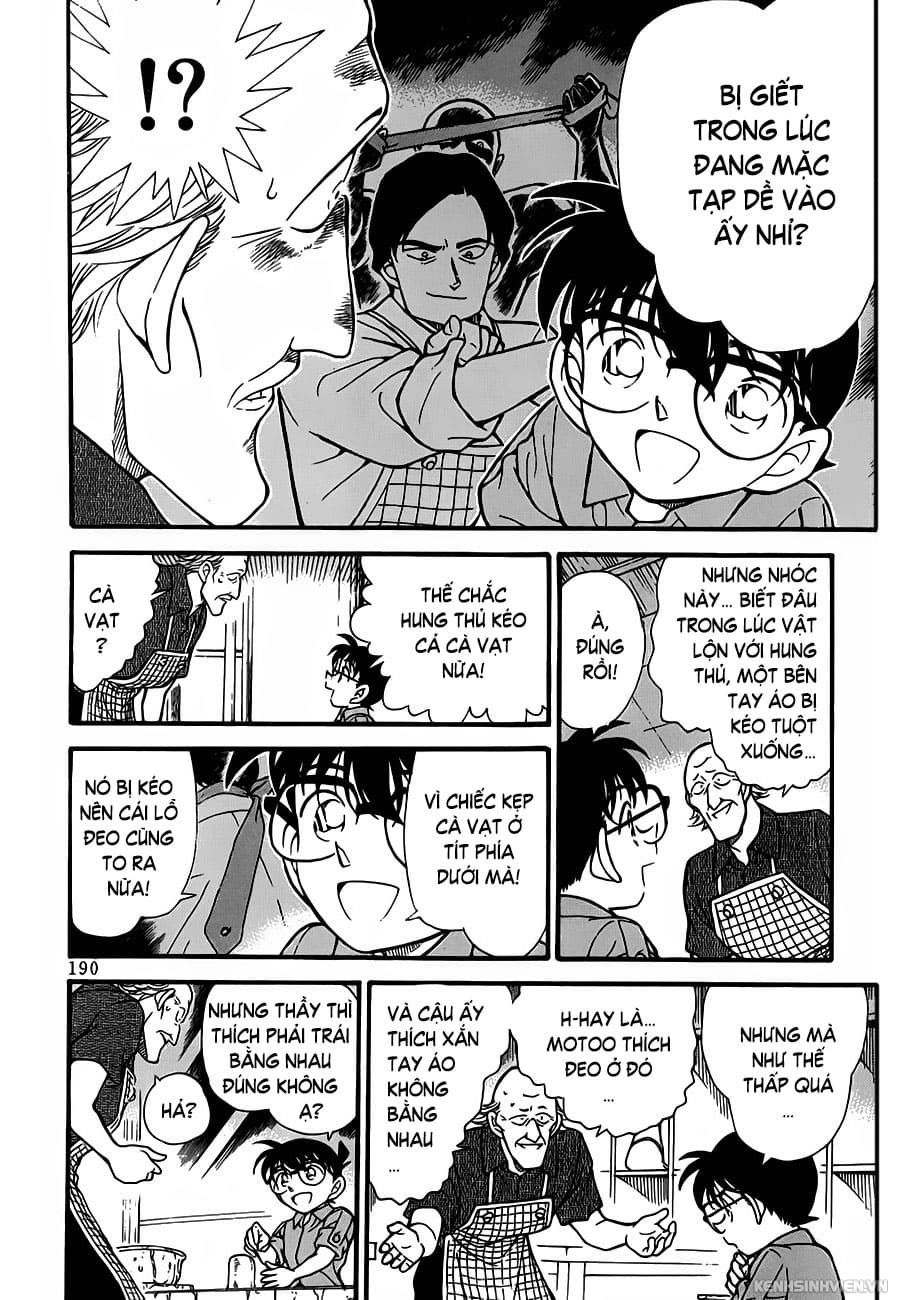 BỊ GIẾT
TRONG LÚC
ĐANG MẶC
TẠP DỀ VÀO
ẤY NHỈ?
!?
NHƯNG NHÓC
NÀY... BIẾT ĐÂU
TRONG LÚC VẬT
LỘN VỚI HUNG
THỦ, MỘT BÊN
TAY ÁO BỊ
KÉO TUỘT
XUỐNG...
À,
ĐÚNG
RỒI!
THẾ CHẮC
HUNG THỦ KÉO
CẢ CÀ VẠT
NỮA!
CÀ
VẠT
?
VÌ CHIẾC KẸP
CÀ VẠT Ở
TÍT PHÍA
DƯỚI MÀ!
NÓ BỊ KÉO
NÊN CÁI LỖ
ĐEO CŨNG
TO RA
NỮA!
190
NHƯNG MÀ
NHƯ THẾ
THẤP QUÁ
...
H-HAY LÀ...
MOTOO THÍCH
ĐEO Ở ĐÓ
...
VÀ CẬU ẤY
THÍCH XẮN
TAY ÁO
KHÔNG
BẰNG
NHAU
...
NHƯNG THẦY THÌ
THÍCH PHẢI TRÁI
BẰNG NHAU
ĐÚNG KHÔNG
Ạ?
HẢ?
KENHSINHVIEN.VN